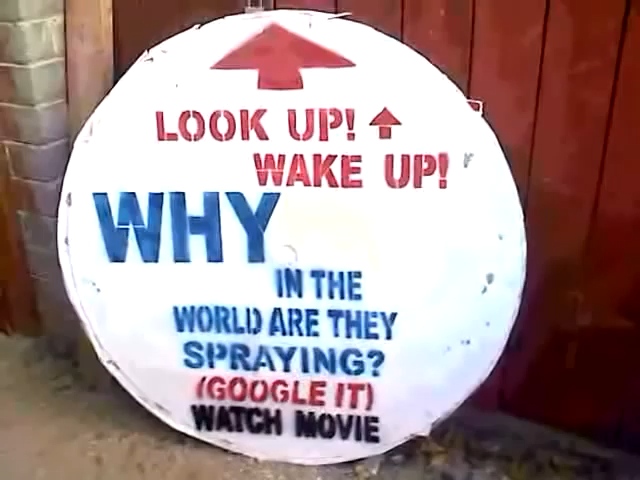 LOOK UP!
WAKE UP!
WHY
IN THE
WORLD ARE THEY
SPRAYING?
(GOOGLE IT)
WATCH MOVIE